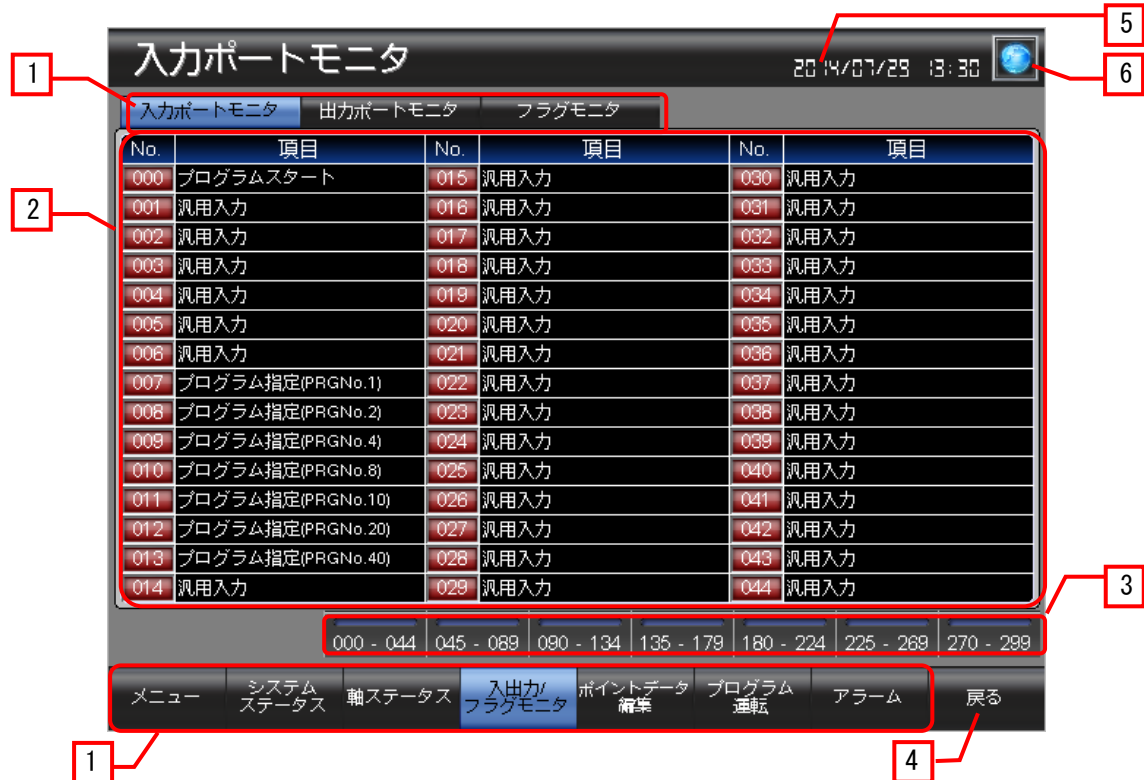 5
入力ポートモニタ
2014/07/29 13:30
1
6
入力ポートモニタ 出力ポートモニタ フラグモニタ
No. 項目 No. 項目 No. 項目
000 プログラムスタート 015 汎用入力 030 汎用入力
2
001 汎用入力 016 汎用入力 031 汎用入力
002 汎用入力 017 汎用入力 032 汎用入力
003 汎用入力 018 汎用入力 033 汎用入力
004 汎用入力 019 汎用入力 034 汎用入力
005 汎用入力 020 汎用入力 035 汎用入力
006 汎用入力 021 汎用入力 036 汎用入力
007 プログラム指定(PRGNo.1) 022 汎用入力 037 汎用入力
008 プログラム指定(PRGNo.2) 023 汎用入力 038 汎用入力
009 プログラム指定(PRGNo.4) 024 汎用入力 039 汎用入力
010 プログラム指定(PRGNo.8) 025 汎用入力 040 汎用入力
011 プログラム指定(PRGNo.10) 026 汎用入力 041 汎用入力
012 プログラム指定(PRGNo.20) 027 汎用入力 042 汎用入力
013 プログラム指定(PRGNo.40) 028 汎用入力 043 汎用入力
014 汎用入力 029 汎用入力 044 汎用入力
3
000 - 044 045 - 089 090 - 134 135 - 179 180 - 224 225 - 269 270 - 299
メニュー
システム
ステータス
軸ステータス
入出力/
フラグモニタ
ポイントデータ
編集
プログラム
運転
アラーム
戻る
1
4